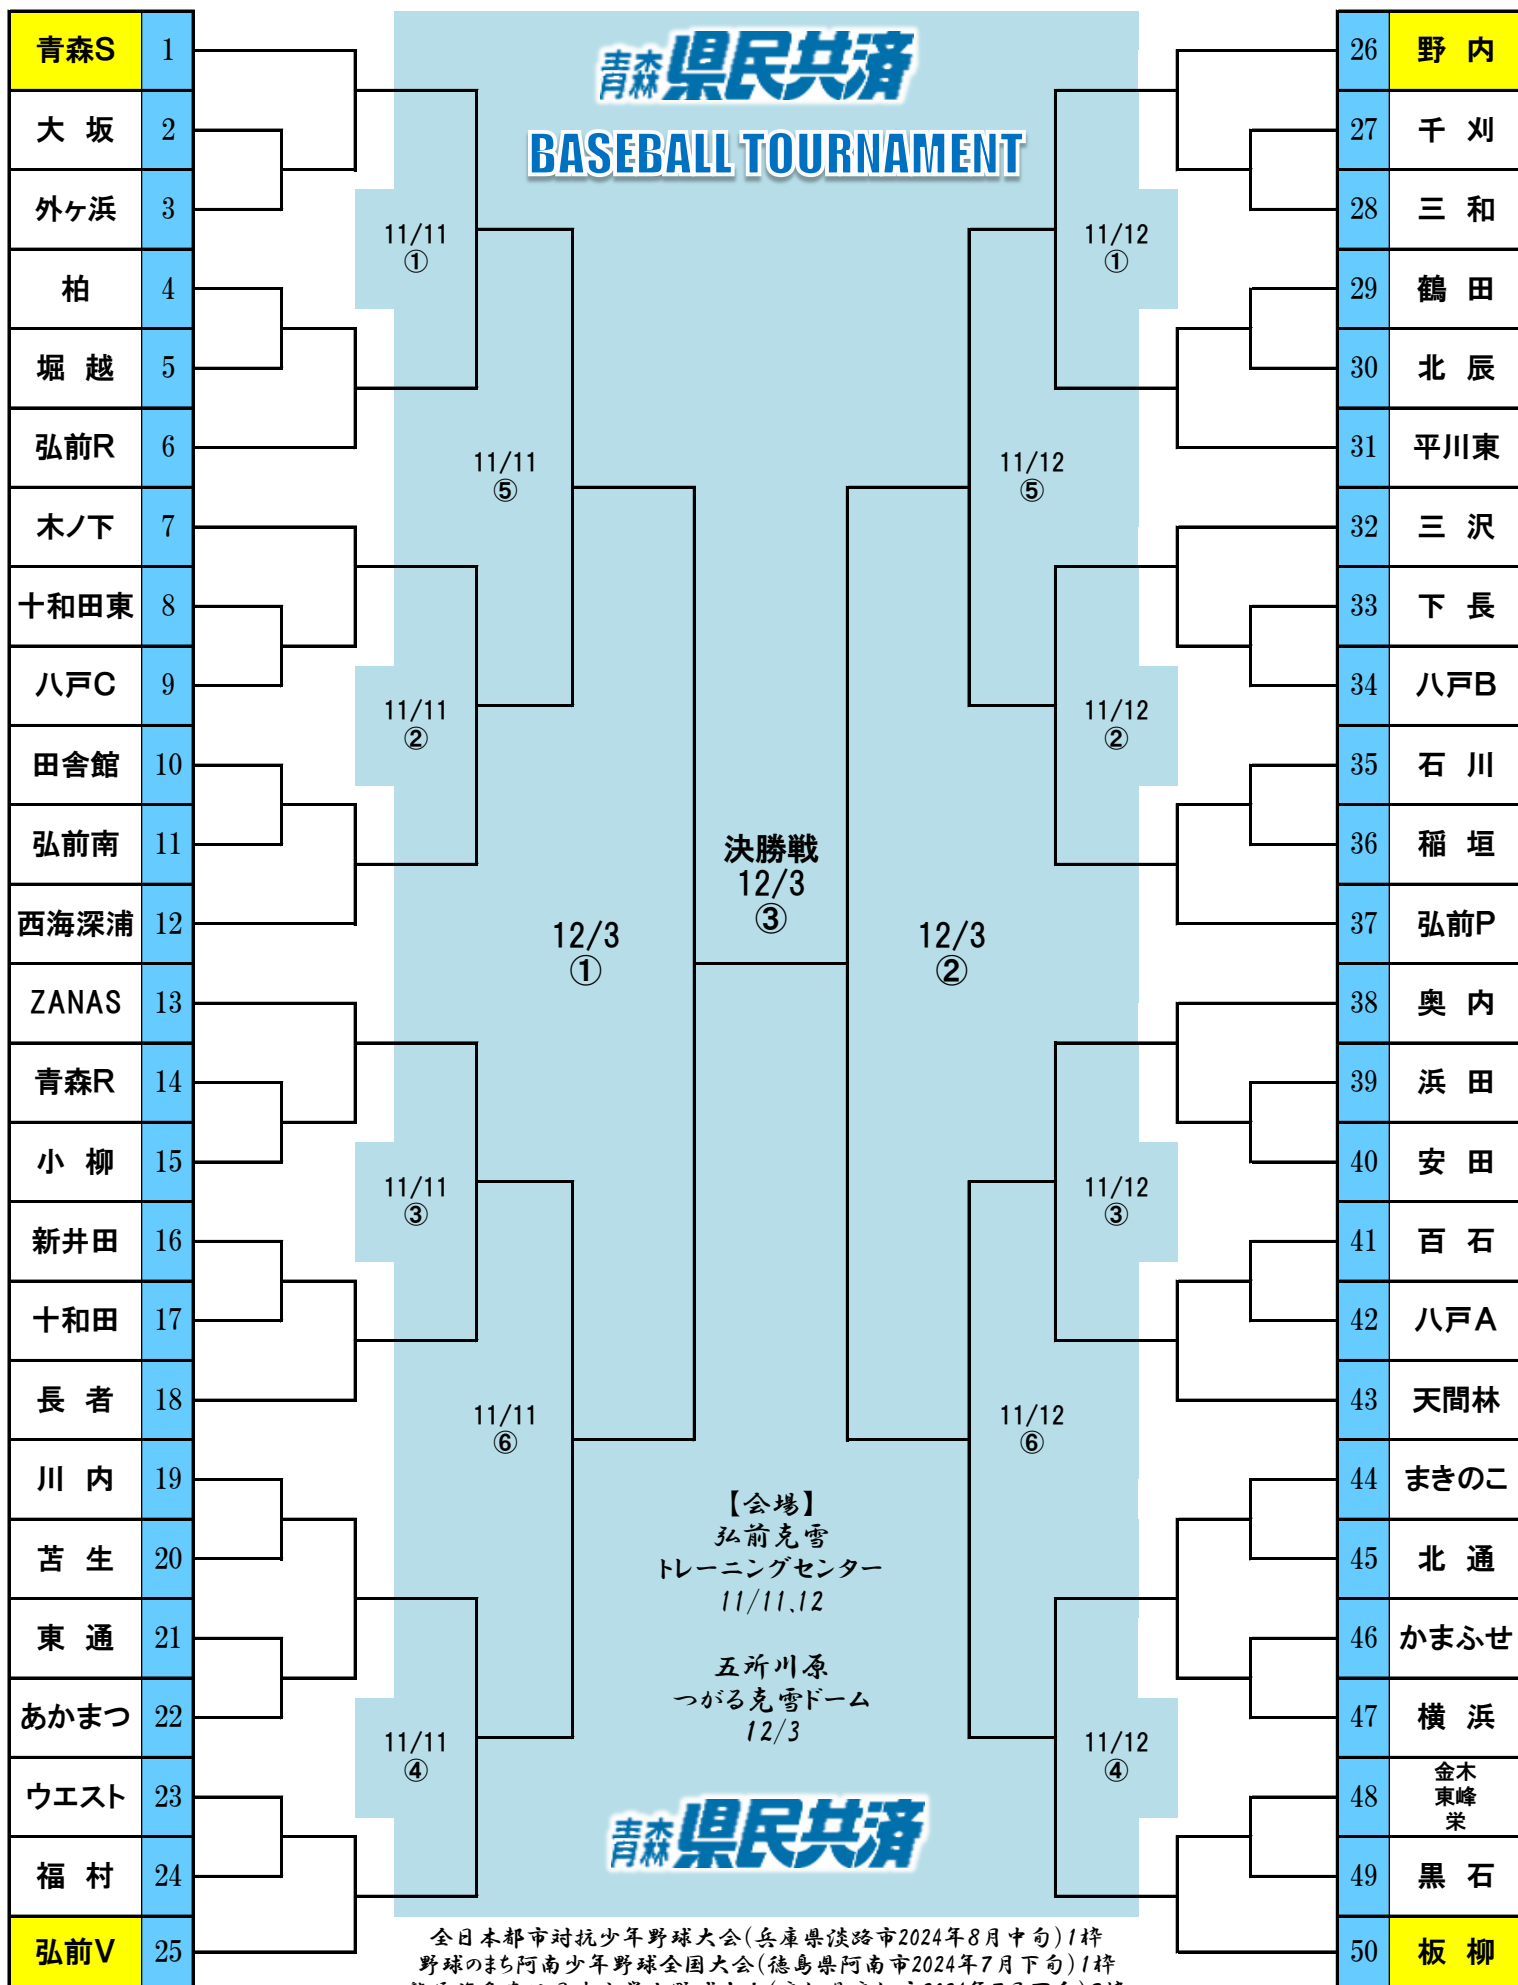 青森県民共済
BASEBALL TOURNAMENT
青森S 1
大 坂 2
外ヶ浜 3
柏 4
堀 越 5
弘前R 6
木ノ下 7
十和田東 8
八戸C 9
田舎館 10
弘前南 11
西海深浦 12
ZANAS 13
青森R 14
小 柳 15
新井田 16
十和田 17
長 者 18
川 内 19
苫 生 20
東 通 21
あかまつ 22
ウエスト 23
福 村 24
弘前V 25
11/11
①
11/11
⑤
11/11
②
12/3
①
11/11
③
11/11
⑥
11/11
④
決勝戦
12/3
③
【会場】
弘前克雪
トレーニングセンター
11/11、12
五所川原
つがる克雪ドーム
12/3
青森県民共済
11/12
①
11/12
⑤
11/12
②
12/3
②
11/12
③
11/12
⑥
11/12
④
26 野 内
27 千 刈
28 三 和
29 鶴 田
30 北 辰
31 平川東
32 三 沢
33 下 長
34 八戸B
35 石 川
36 稲 垣
37 弘前P
38 奥 内
39 浜 田
40 安 田
41 百 石
42 八戸A
43 天間林
44 まきのこ
45 北 通
46 かまふせ
47 横 浜
48 金木
東峰
栄
49 黒 石
50 板 柳
全日本都市対抗少年野球大会(兵庫県淡路市2024年8月中旬)1枠
野球のまち阿南少年野球全国大会(徳島県阿南市2024年7月下旬)1枠